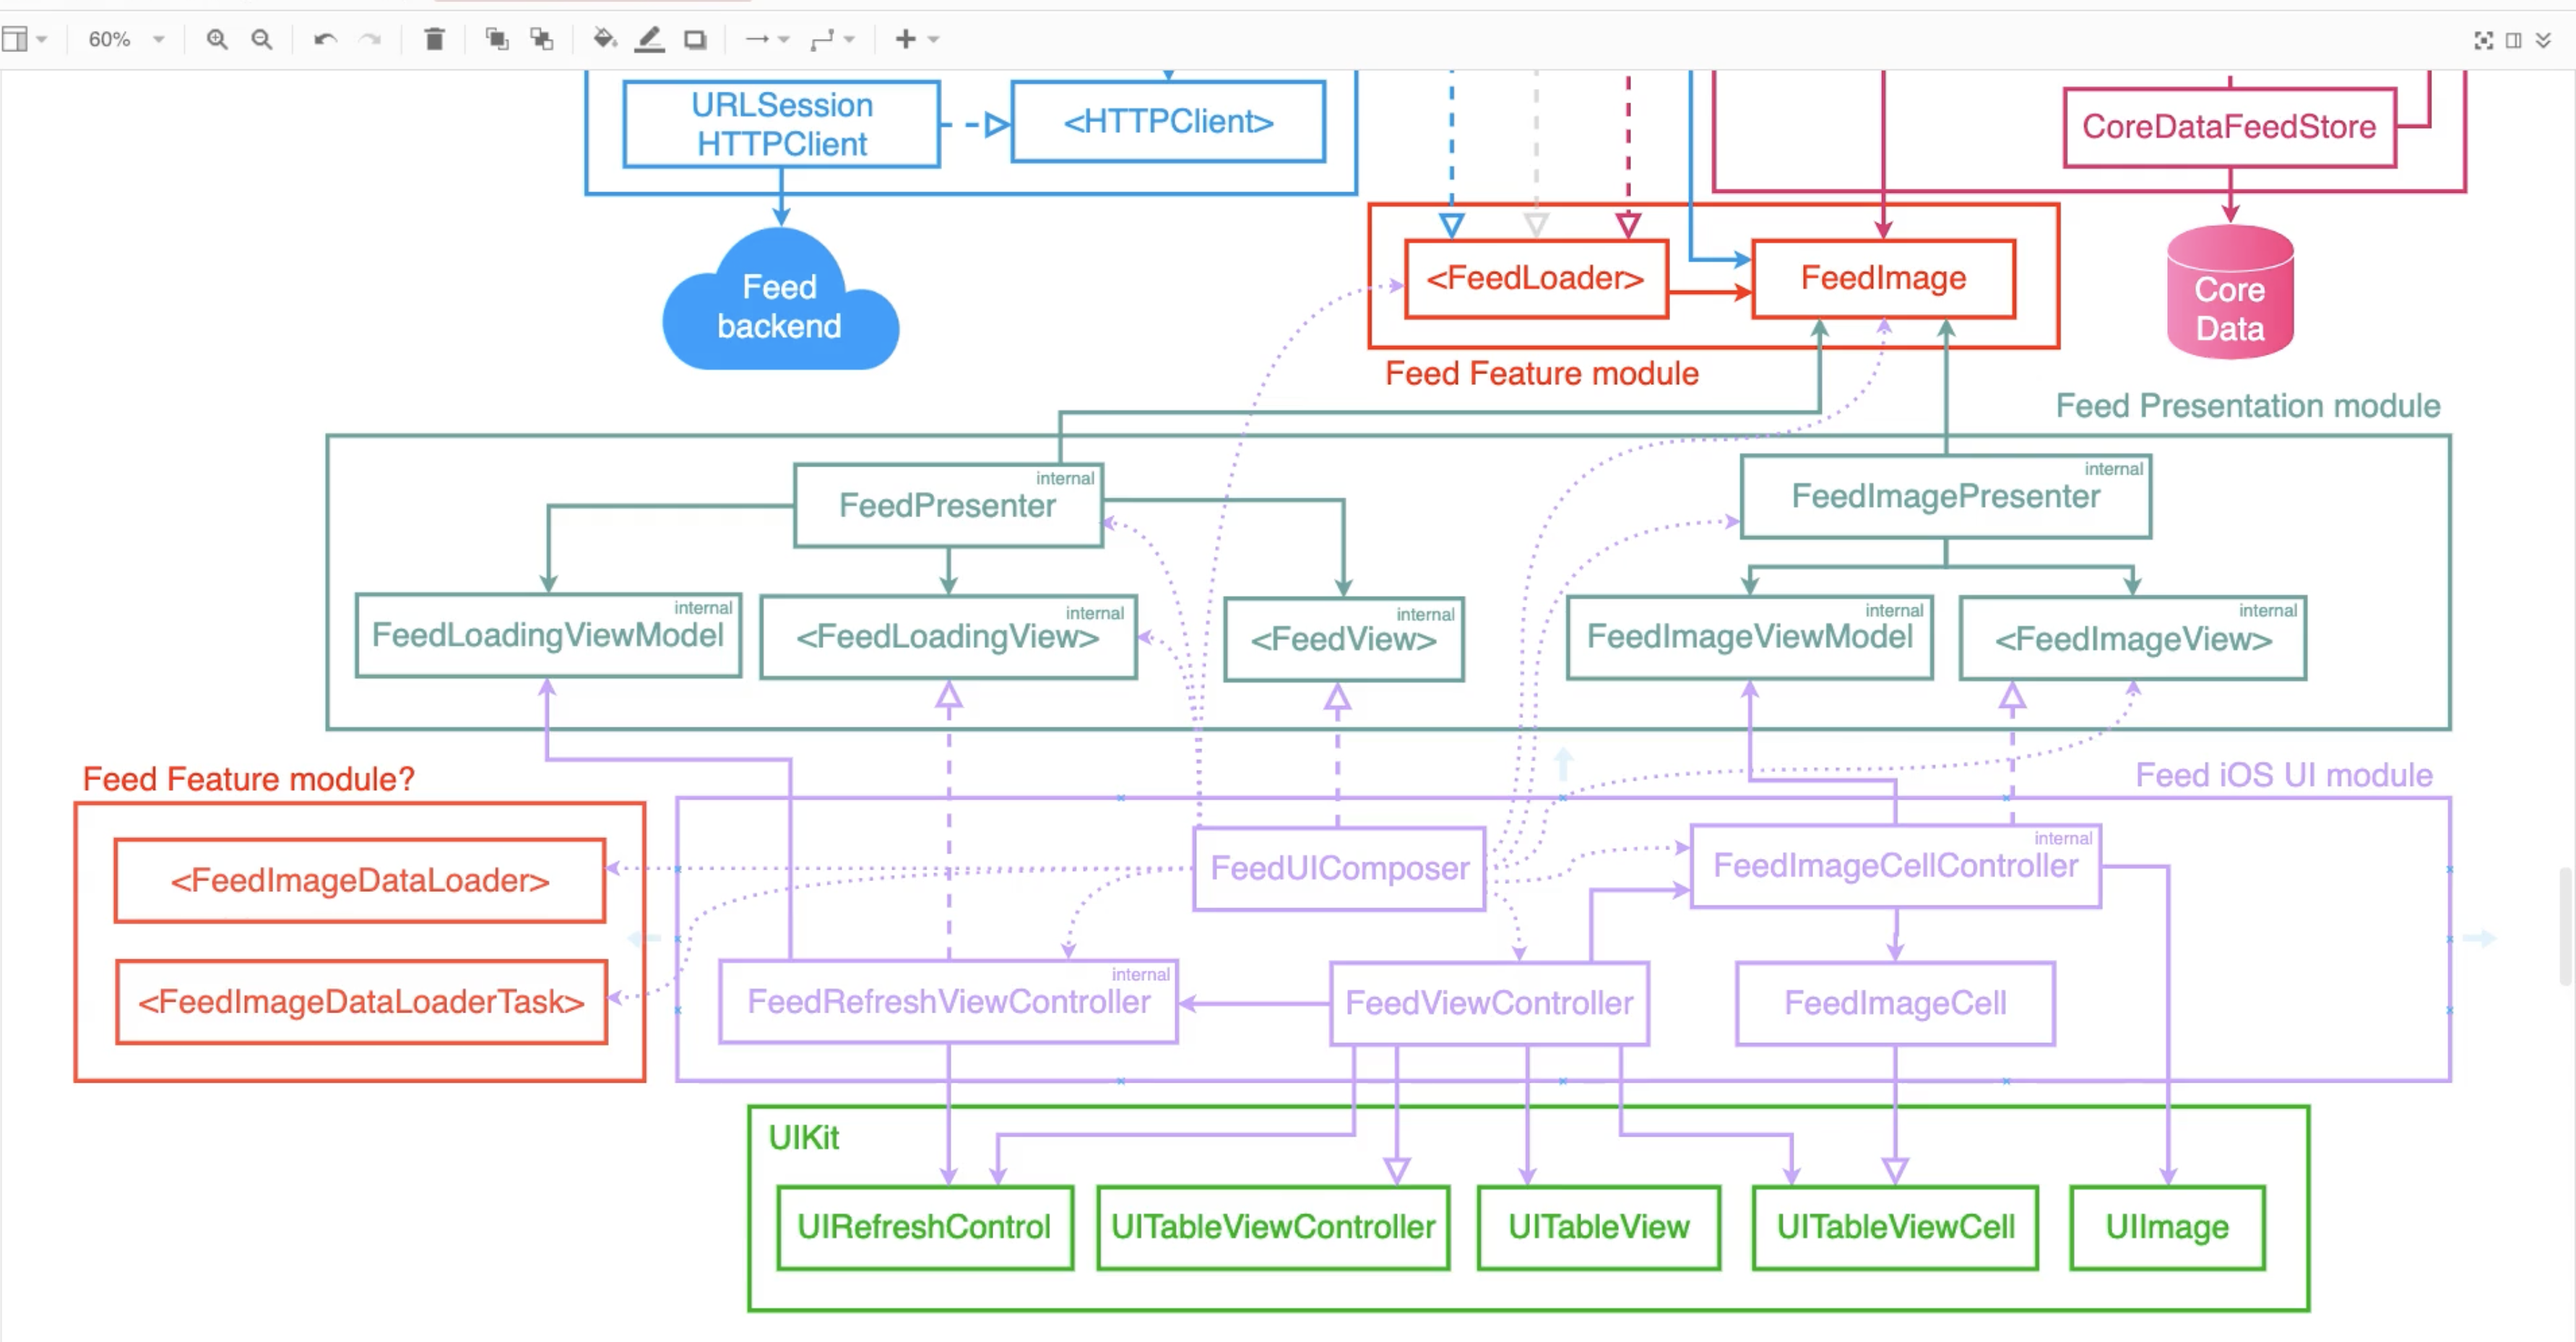 60%
URLSession
HTTPClient
<HTTPClient>
CoreDataFeedStore
Feed
backend
<FeedLoader>
FeedImage
Core
Data
Feed Feature module
Feed Presentation module
internal
FeedPresenter
internal
FeedImagePresenter
internal
FeedLoadingViewModel
internal
<FeedLoadingView>
internal
<FeedView>
internal
FeedImageViewModel
internal
<FeedImageView>
Feed Feature module?
Feed iOS UI module
<FeedImageDataLoader>
FeedUIComposer
internal
FeedImageCellController
<FeedImageDataLoaderTask>
internal
FeedRefreshViewController
FeedViewController
FeedImageCell
UIKit
UIRefreshControl
UITableViewController
UITableView
UITableViewCell
UIImage